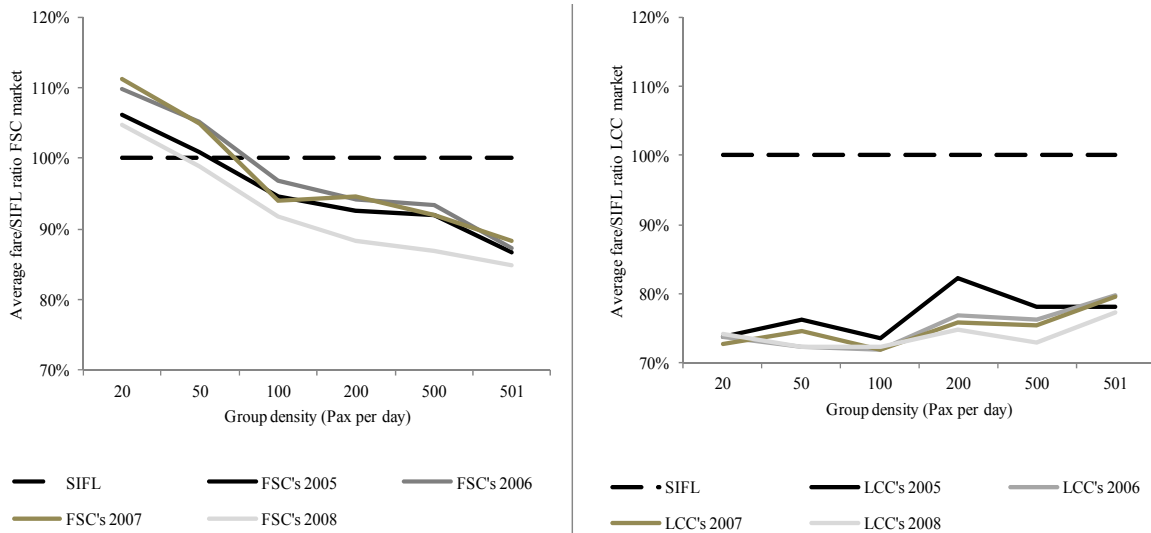 120%
110%
100%
90%
80%
70%
Average fare/SIFL ratio FSC market
20 50 100 200 500 501
Group density (Pax per day)
SIFL FSC's 2005 FSC's 2006
FSC's 2007 FSC's 2008
120%
110%
100%
90%
80%
70%
Average fare/SIFL ratio LCC market
20 50 100 200 500 501
Group density (Pax per day)
SIFL LCC's 2005 LCC's 2006
LCC's 2007 LCC's 2008